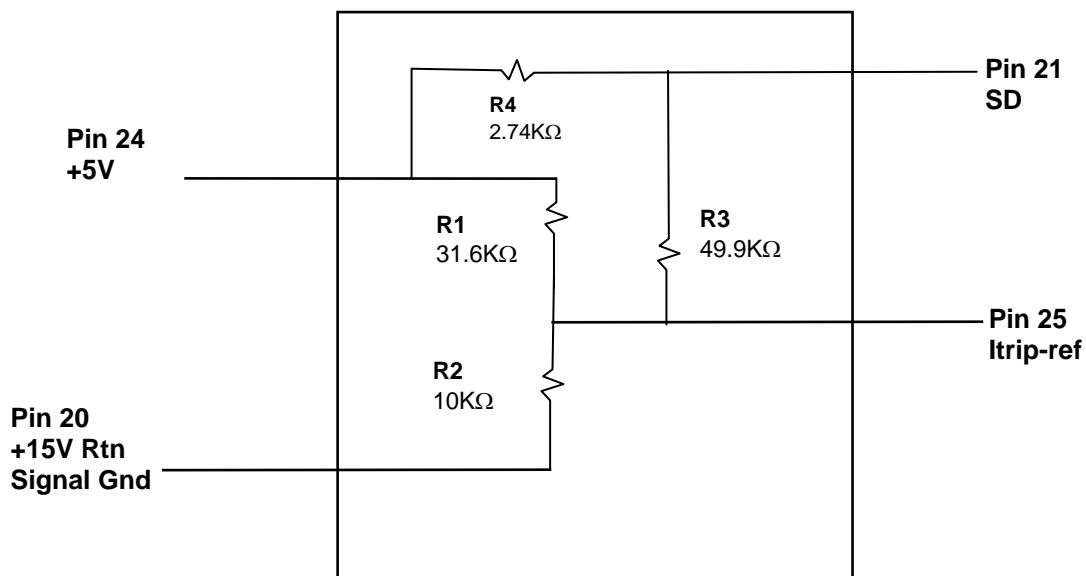 Pin 21
SD
R4
2.74KΩ
Pin 24
+5V
R1
31.6KΩ
R3
49.9KΩ
Pin 25
Itrip-ref
R2
10KΩ
Pin 20
+15V Rtn
Signal Gnd